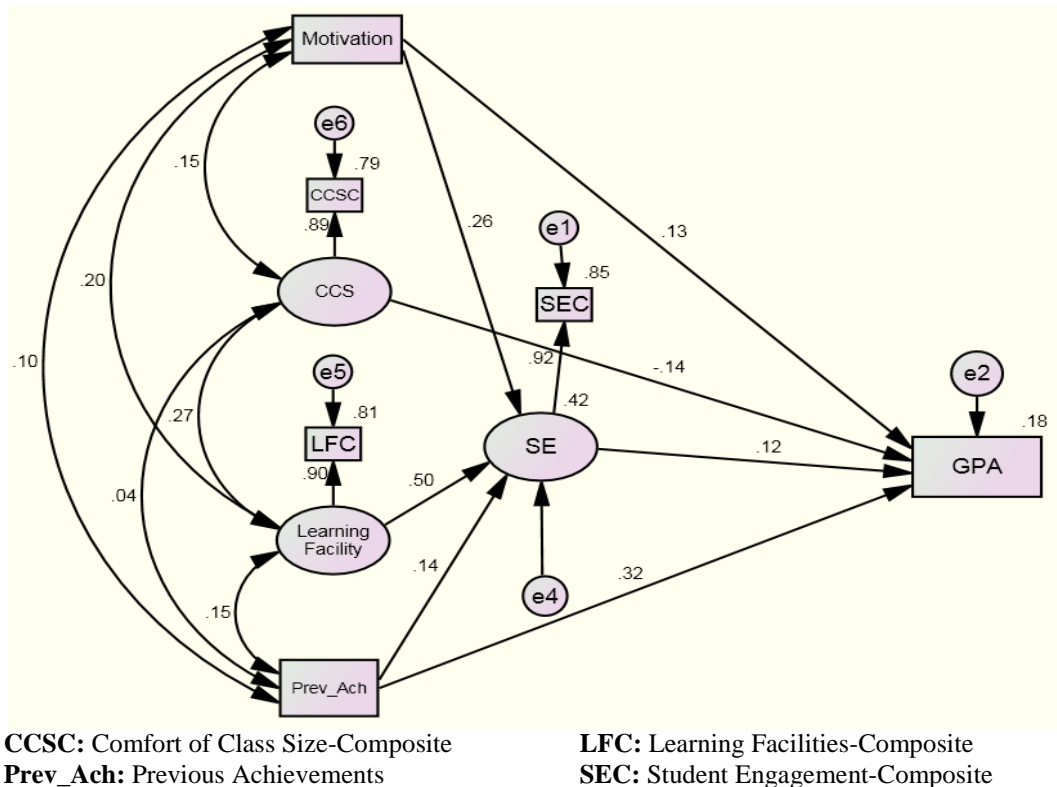 Motivation
e6
.79
.15
CCSC
.89
e1
.26
.13
.85
.20
CCS
SEC
.10
e5
.92
-.14
e2
.27
.81
.42
.18
LFC
SE
.12
GPA
.90
.50
.04
Learning
Facility
.14
.32
e4
.15
Prev_Ach
CCSC: Comfort of Class Size-Composite
LFC: Learning Facilities-Composite
Prev_Ach: Previous Achievements
SEC: Student Engagement-Composite